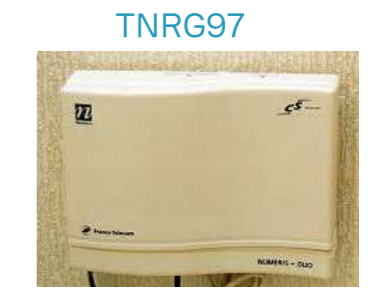 TNRG97
n
cs
France Telecom
NUMERIS - DUO